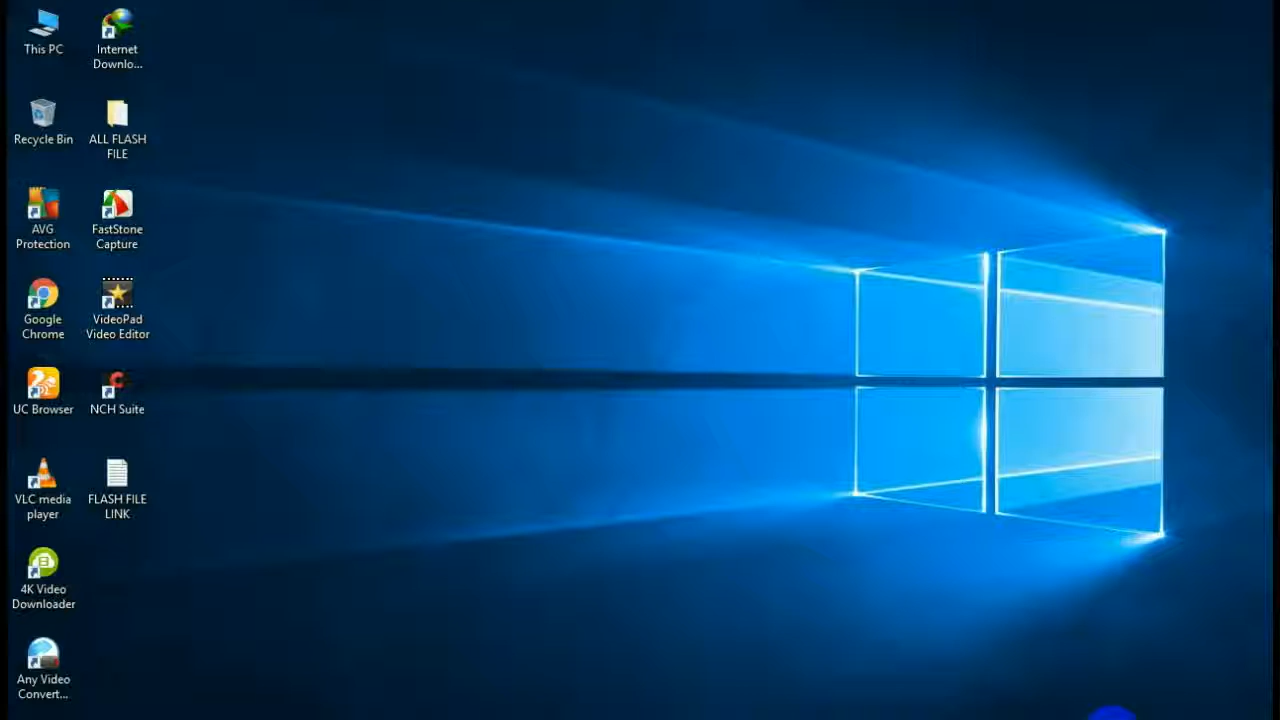 This PC
Internet
Downlo...
Recycle Bin
ALL FLASH
FILE
AVG
Protection
FastStone
Capture
Google
Chrome
VideoPad
Video Editor
UC Browser
NCH Suite
VLC media
player
FLASH FILE
LINK
4K Video
Downloader
Any Video
Convert...